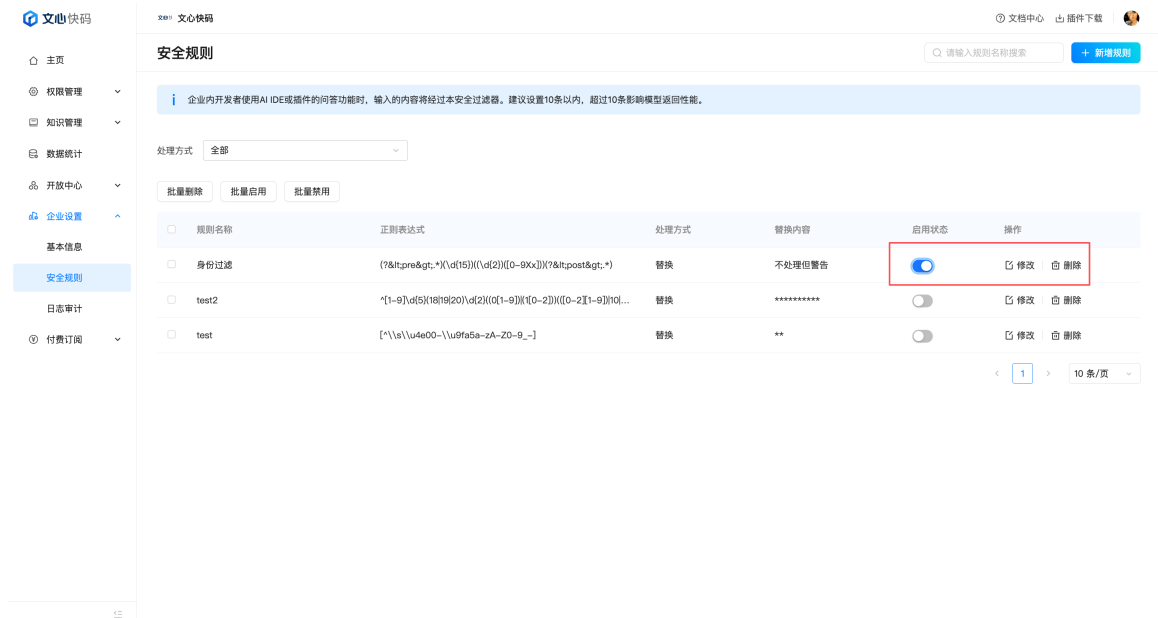 文心快码
文心快码
文档中心
插件下载
主页
权限管理
知识管理
数据统计
开放中心
企业设置
基本信息
安全规则
日志审计
付费订阅
安全规则
请输入规则名称搜索
新增规则
企业内开发者使用AI IDE或插件的问答功能时，输入的内容将经过本安全过滤器。建议设置10条以内，超过10条影响模型返回性能。
处理方式 全部
批量删除 批量启用 批量禁用
规则名称 正则表达式 处理方式 替换内容 启用状态 操作
身份过滤 (?&lt;pre&gt;.*)(\d{15})((\d{2})([0-9Xx]))(?&lt;post&gt;.*) 替换 不处理但警告 修改 删除
test2 ^[1-9]\d{5}(18|19|20)\d{2}((0[1-9])|(1[0-2]))(([0-2][1-9])|10|... 替换 ********** 修改 删除
test [^\\s\\u4e00-\\u9fa5a-zA-Z0-9_-] 替换 ** 修改 删除
1 10 条/页